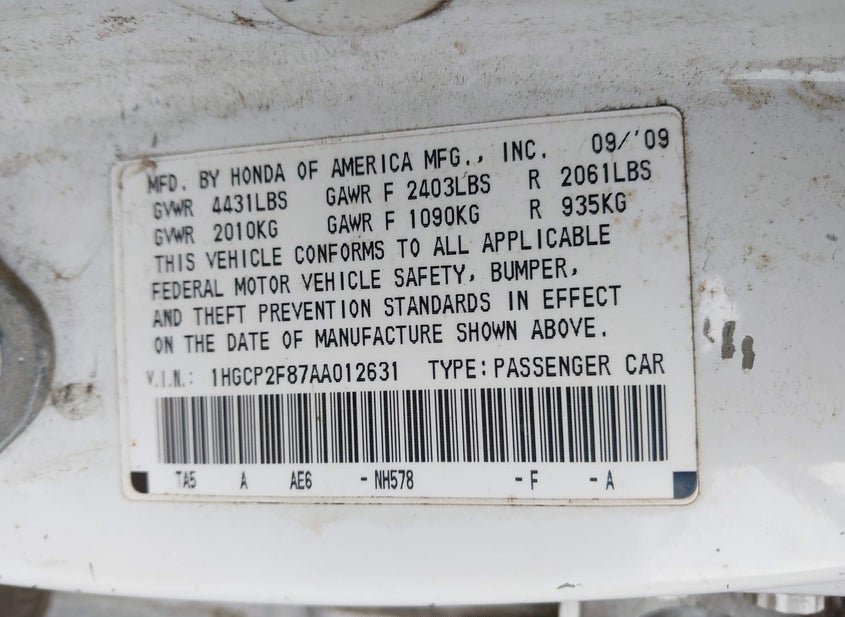 MFD. BY HONDA OF AMERICA MFG., INC. 09/'09
GVWR 4431LBS GAWR F 2403LBS R 2061LBS
GVWR 2010KG GAWR F 1090KG R 935KG
THIS VEHICLE CONFORMS TO ALL APPLICABLE
FEDERAL MOTOR VEHICLE SAFETY, BUMPER,
AND THEFT PREVENTION STANDARDS IN EFFECT
ON THE DATE OF MANUFACTURE SHOWN ABOVE.
V.I.N.: 1HGCP2F87AA012631 TYPE:PASSENGER CAR
TA5 A AE6 -NH578 -F -A